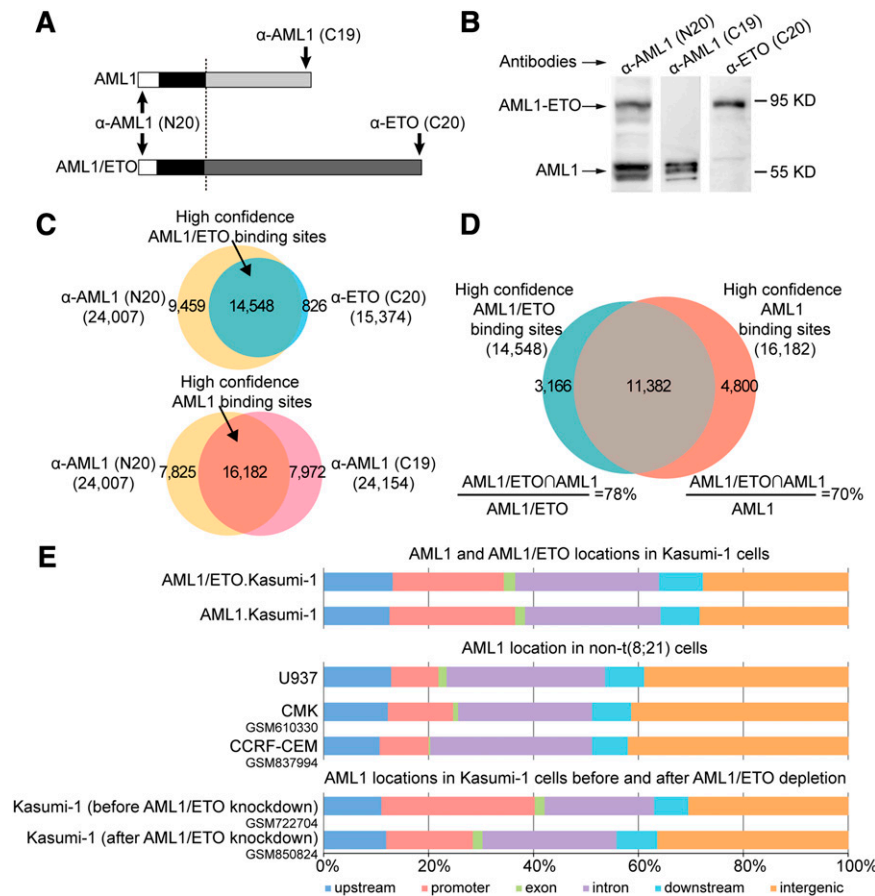 A
α-AML1 (C19)
AML1
α-AML1 (N20)
α-ETO (C20)
AML1/ETO
B
α-AML1 (N20)
α-AML1 (C19)
α-ETO (C20)
Antibodies
AML1-ETO
95 KD
AML1
55 KD
C
High confidence
AML1/ETO binding sites
α-AML1 (N20)
(24,007)
9,459
14,548
826
α-ETO (C20)
(15,374)
High confidence
AML1 binding sites
α-AML1 (N20)
(24,007)
7,825
16,182
7,972
α-AML1 (C19)
(24,154)
D
High confidence
AML1/ETO
binding sites
(14,548)
High confidence
AML1
binding sites
(16,182)
3,166
11,382
4,800
AML1/ETO∩AML1
AML1/ETO
=78%
AML1/ETO∩AML1
AML1
=70%
E
AML1 and AML1/ETO locations in Kasumi-1 cells
AML1/ETO.Kasumi-1
AML1.Kasumi-1
AML1 location in non-t(8;21) cells
U937
CMK
GSM610330
CCRF-CEM
GSM837994
AML1 locations in Kasumi-1 cells before and after AML1/ETO depletion
Kasumi-1 (before AML1/ETO knockdown)
GSM722704
Kasumi-1 (after AML1/ETO knockdown)
GSM850824
0% 20% 40% 60% 80% 100%
upstream promoter exon intron downstream intergenic